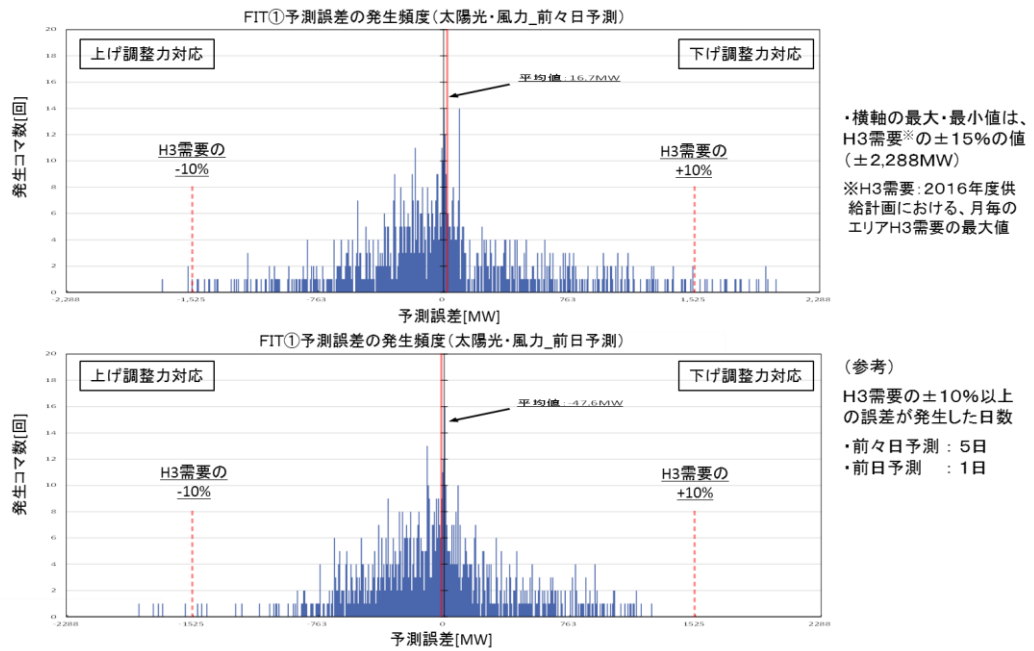 FIT①予測誤差の発生頻度(太陽光・風力_前々日予測)
上げ調整力対応
下げ調整力対応
平均値:16.7MW
H3需要の
-10%
H3需要の
+10%
発生コマ数[回]
20
18
16
14
12
10
8
6
4
2
0
-2,288
-1,525
-763
0
763
1,525
2,288
予測誤差[MW]
・横軸の最大・最小値は、
H3需要※の±15%の値
(±2,288MW)
※H3需要:2016年度供
給計画における、月毎の
エリアH3需要の最大値
FIT①予測誤差の発生頻度(太陽光・風力_前日予測)
上げ調整力対応
下げ調整力対応
平均値:-47.6MW
H3需要の
-10%
H3需要の
+10%
発生コマ数[回]
20
18
16
14
12
10
8
6
4
2
0
-2288
-1525
-763
0
763
1525
2288
予測誤差[MW]
(参考)
H3需要の±10%以上
の誤差が発生した日数
・前々日予測 : 5日
・前日予測 : 1日